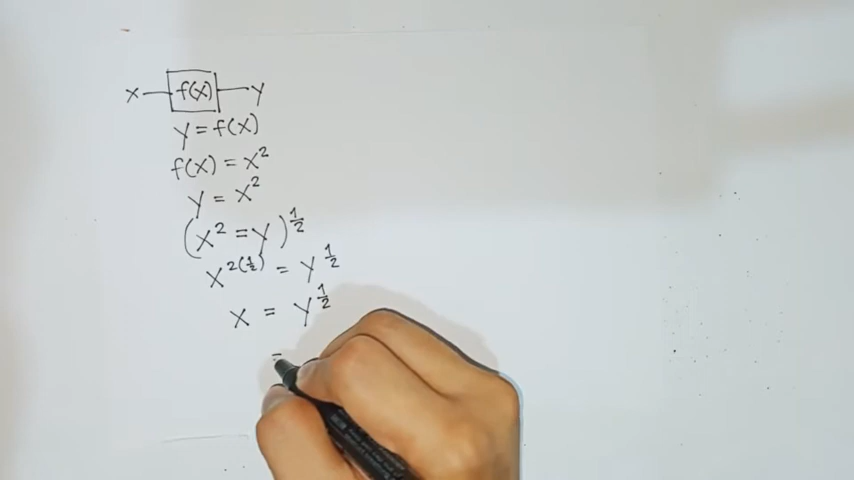 x f(x) y
y = f(x)
f(x) = x²
y = x²
(x² = y)^½
x^2(½) = y^½
x = y^½
=